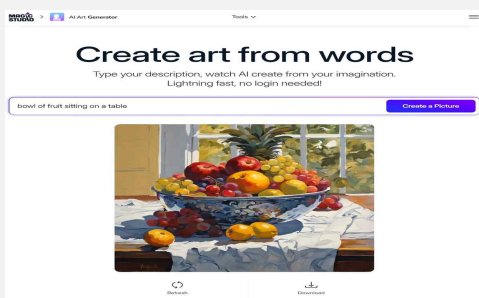 MAGIC STUDIO > AI Art Generator Tools
Create art from words
Type your description, watch AI create from your imagination.
Lightning fast, no login needed!
bowl of fruit sitting on a table Create a Picture
Refresh Download